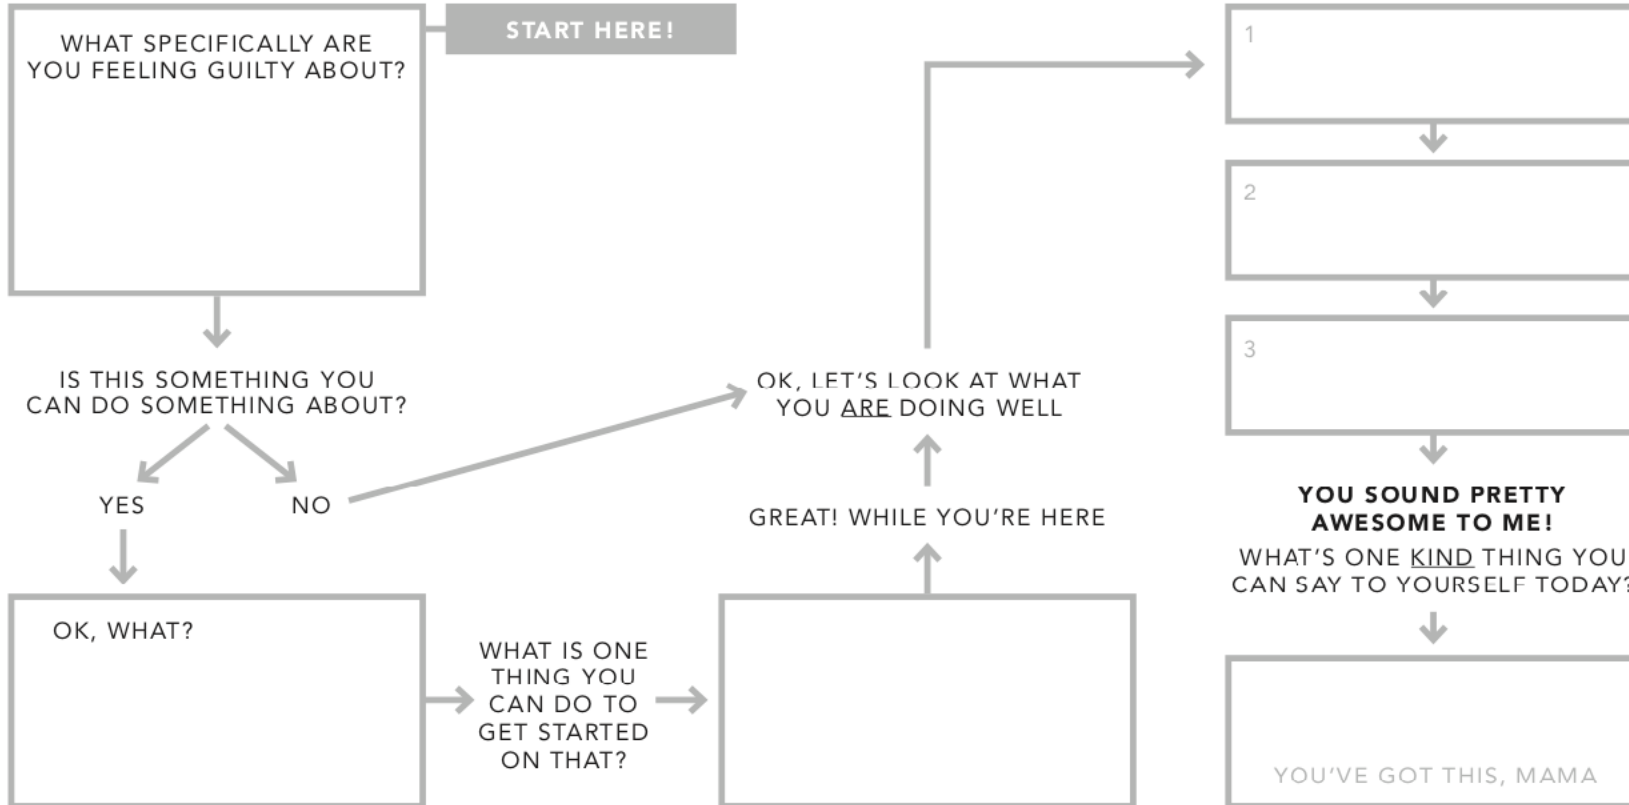 START HERE!
WHAT SPECIFICALLY ARE
YOU FEELING GUILTY ABOUT?
IS THIS SOMETHING YOU
CAN DO SOMETHING ABOUT?
YES
NO
OK, WHAT?
WHAT IS ONE
THING YOU
CAN DO TO
GET STARTED
ON THAT?
GREAT! WHILE YOU'RE HERE
OK, LET'S LOOK AT WHAT
YOU ARE DOING WELL
1
2
3
YOU SOUND PRETTY
AWESOME TO ME!
WHAT'S ONE KIND THING YOU
CAN SAY TO YOURSELF TODAY?
YOU'VE GOT THIS, MAMA